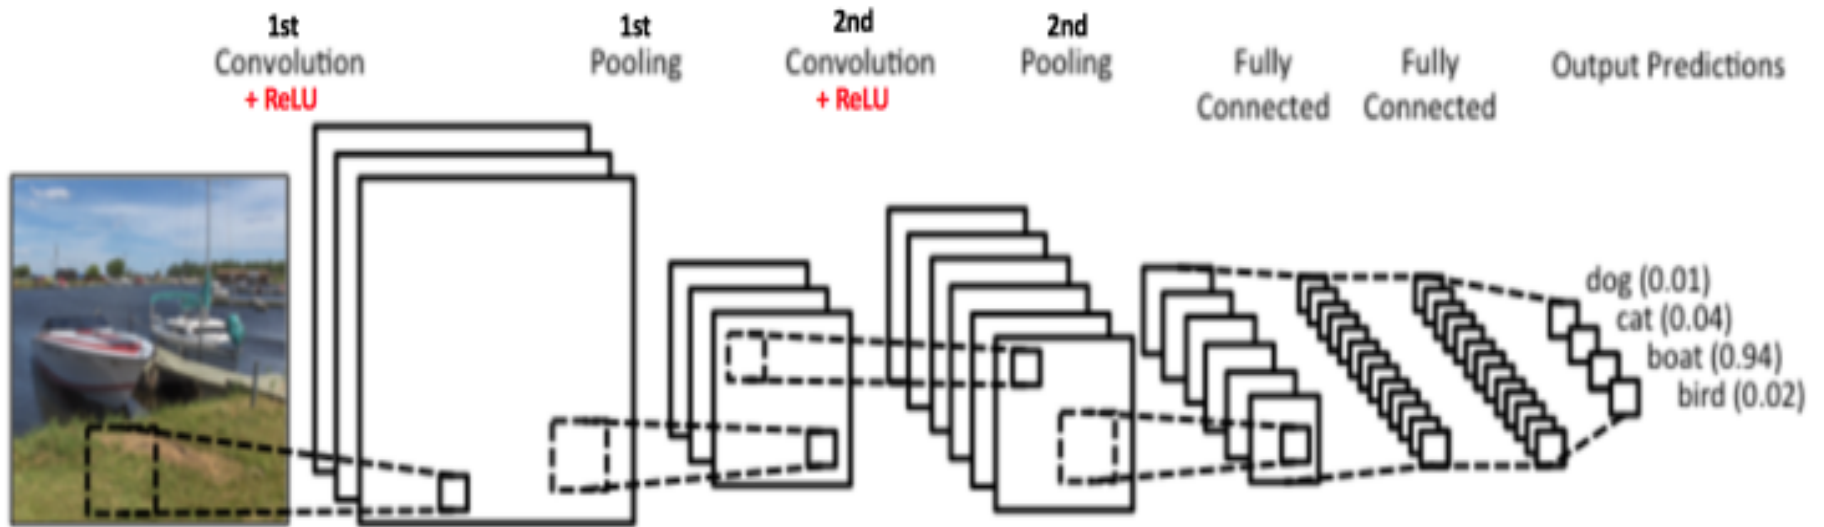 1st
Convolution
+ ReLU
1st
Pooling
2nd
Convolution
+ ReLU
2nd
Pooling
Fully
Connected
Fully
Connected
Output Predictions
dog (0.01)
cat (0.04)
boat (0.94)
bird (0.02)